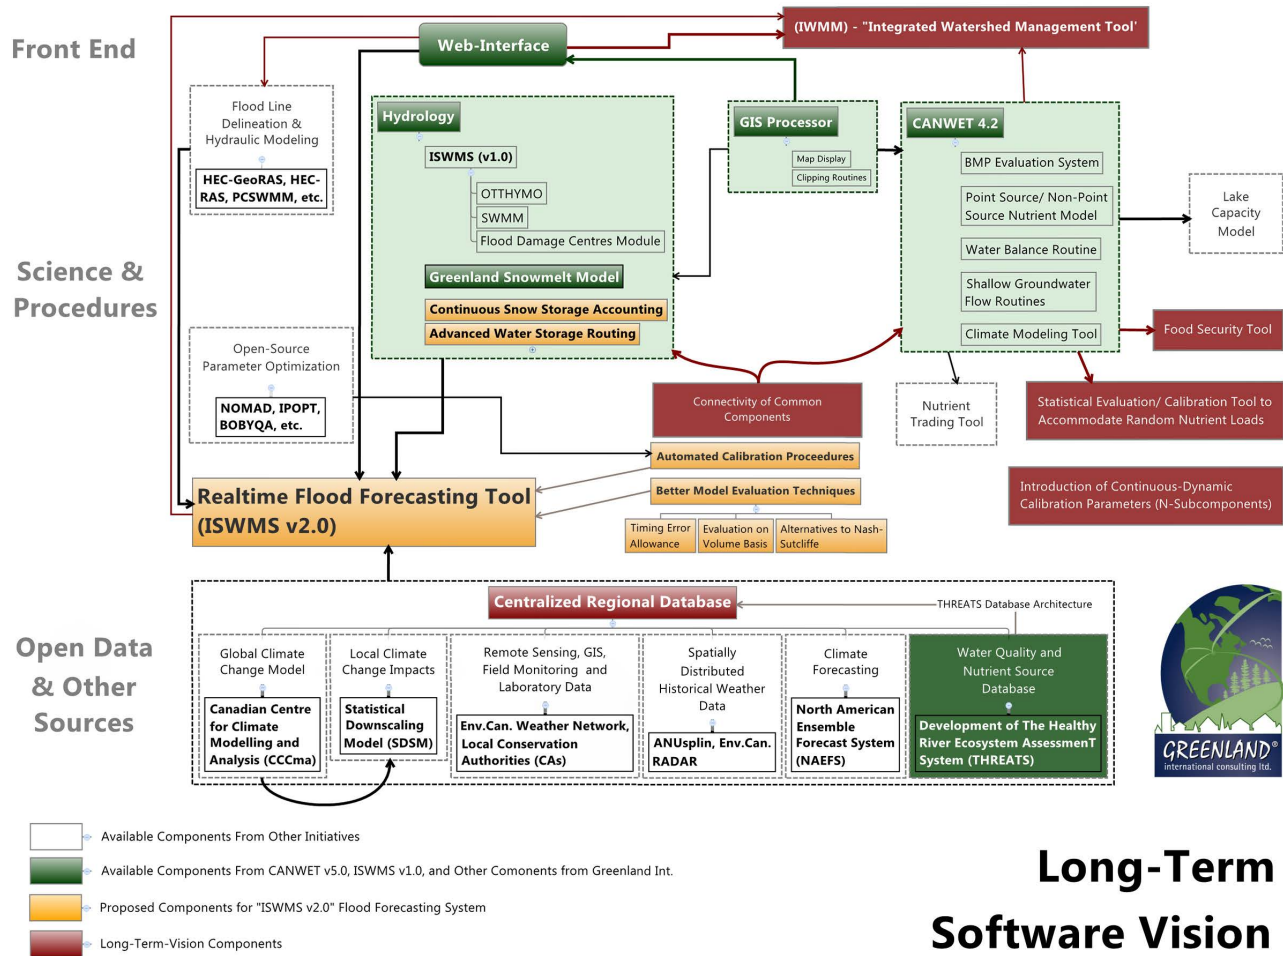 Front End
Web-Interface
(IWMM) - "Integrated Watershed Management Tool'
Flood Line
Delineation &
Hydraulic Modeling
HEC-GeoRAS, HEC-
RAS, PCSWMM, etc.
Hydrology
ISWMS (v1.0)
OTTHYMO
SWMM
Flood Damage Centres Module
Greenland Snowmelt Model
Continuous Snow Storage Accounting
Advanced Water Storage Routing
GIS Processor
Map Display
Clipping Routines
CANWET 4.2
BMP Evaluation System
Point Source/ Non-Point
Source Nutrient Model
Water Balance Routine
Shallow Groundwater
Flow Routines
Climate Modeling Tool
Lake
Capacity
Model
Science &
Procedures
Food Security Tool
Open-Source
Parameter Optimization
NOMAD, IPOPT,
BOBYQA, etc.
Connectivity of Common
Components
Nutrient
Trading Tool
Statistical Evaluation/ Calibration Tool to
Accommodate Random Nutrient Loads
Automated Calibration Proceedures
Better Model Evaluation Techniques
Timing Error
Allowance
Evaluation on
Volume Basis
Alternatives to Nash-
Sutcliffe
Introduction of Continuous-Dynamic
Calibration Parameters (N-Subcomponents)
Realtime Flood Forecasting Tool
(ISWMS v2.0)
Open Data
& Other
Sources
Centralized Regional Database
THREATS Database Architecture
Global Climate
Change Model
Canadian Centre
for Climate
Modelling and
Analysis (CCCma)
Local Climate
Change Impacts
Statistical
Downscaling
Model (SDSM)
Remote Sensing, GIS,
Field Monitoring and
Laboratory Data
Env.Can. Weather Network,
Local Conservation
Authorities (CAs)
Spatially
Distributed
Historical Weather
Data
ANUsplin, Env.Can.
RADAR
Climate
Forecasting
North American
Ensemble
Forecast System
(NAEFS)
Water Quality and
Nutrient Source
Database
Development of The Healthy
River Ecosystem AssessmenT
System (THREATS)
GREENLAND®
international consulting ltd.
Available Components From Other Initiatives
Available Components From CANWET v5.0, ISWMS v1.0, and Other Comonents from Greenland Int.
Proposed Components for "ISWMS v2.0" Flood Forecasting System
Long-Term-Vision Components
Long-Term
Software Vision